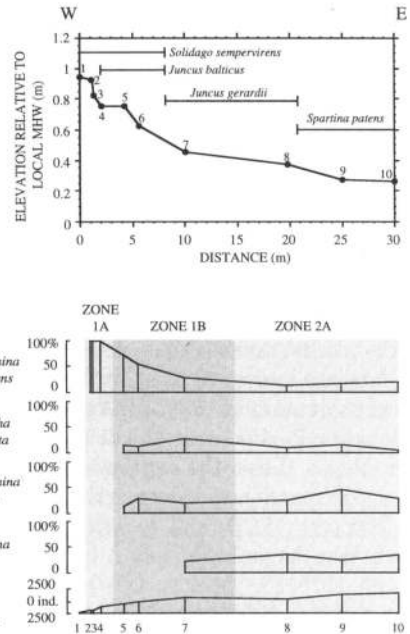 W E
ELEVATION RELATIVE TO
LOCAL MHW (m)
1.2
1
0.8
0.6
0.4
0.2
0
Solidago sempervirens
Juncus balticus
Juncus gerardii
Spartina patens
1
2
3
4
5
6
7
8
9
10
0 5 10 15 20 25 30
DISTANCE (m)
ZONE
1A ZONE 1B ZONE 2A
100%
50
0
100%
50
0
100%
50
0
100%
50
0
2500
0 ind.
2500
1 2 3 4 5 6 7 8 9 10